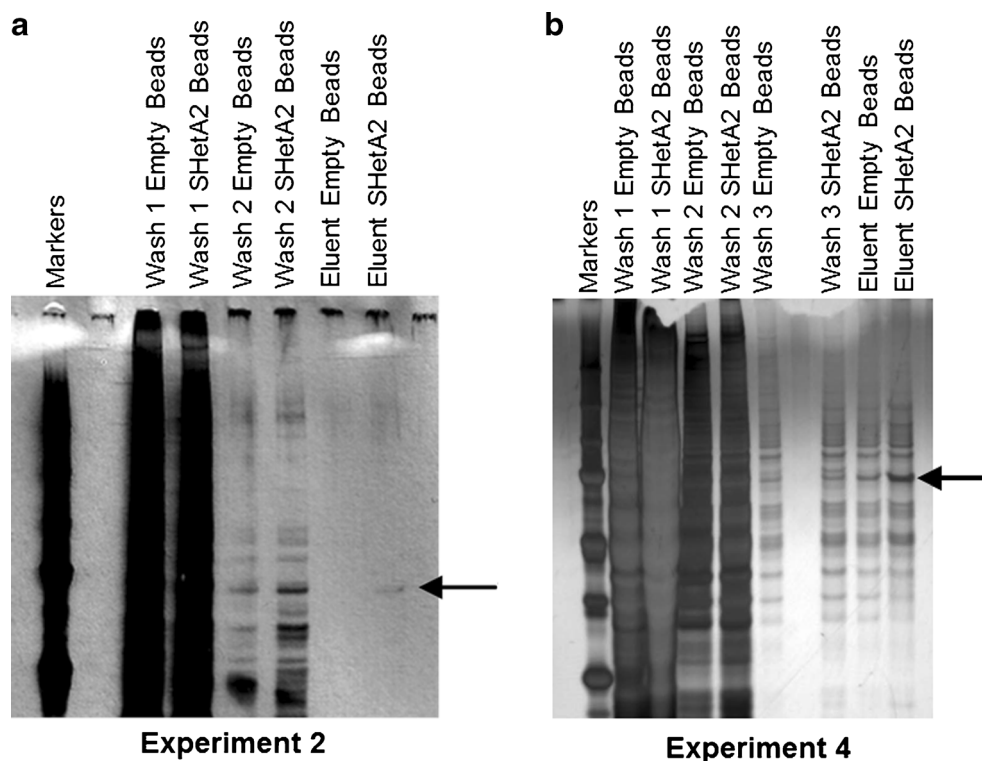 a
Markers
Wash 1 Empty Beads
Wash 1 SHetA2 Beads
Wash 2 Empty Beads
Wash 2 SHetA2 Beads
Eluent Empty Beads
Eluent SHetA2 Beads
Experiment 2
b
Markers
Wash 1 Empty Beads
Wash 1 SHetA2 Beads
Wash 2 Empty Beads
Wash 2 SHetA2 Beads
Wash 3 Empty Beads
Wash 3 SHetA2 Beads
Eluent Empty Beads
Eluent SHetA2 Beads
Experiment 4